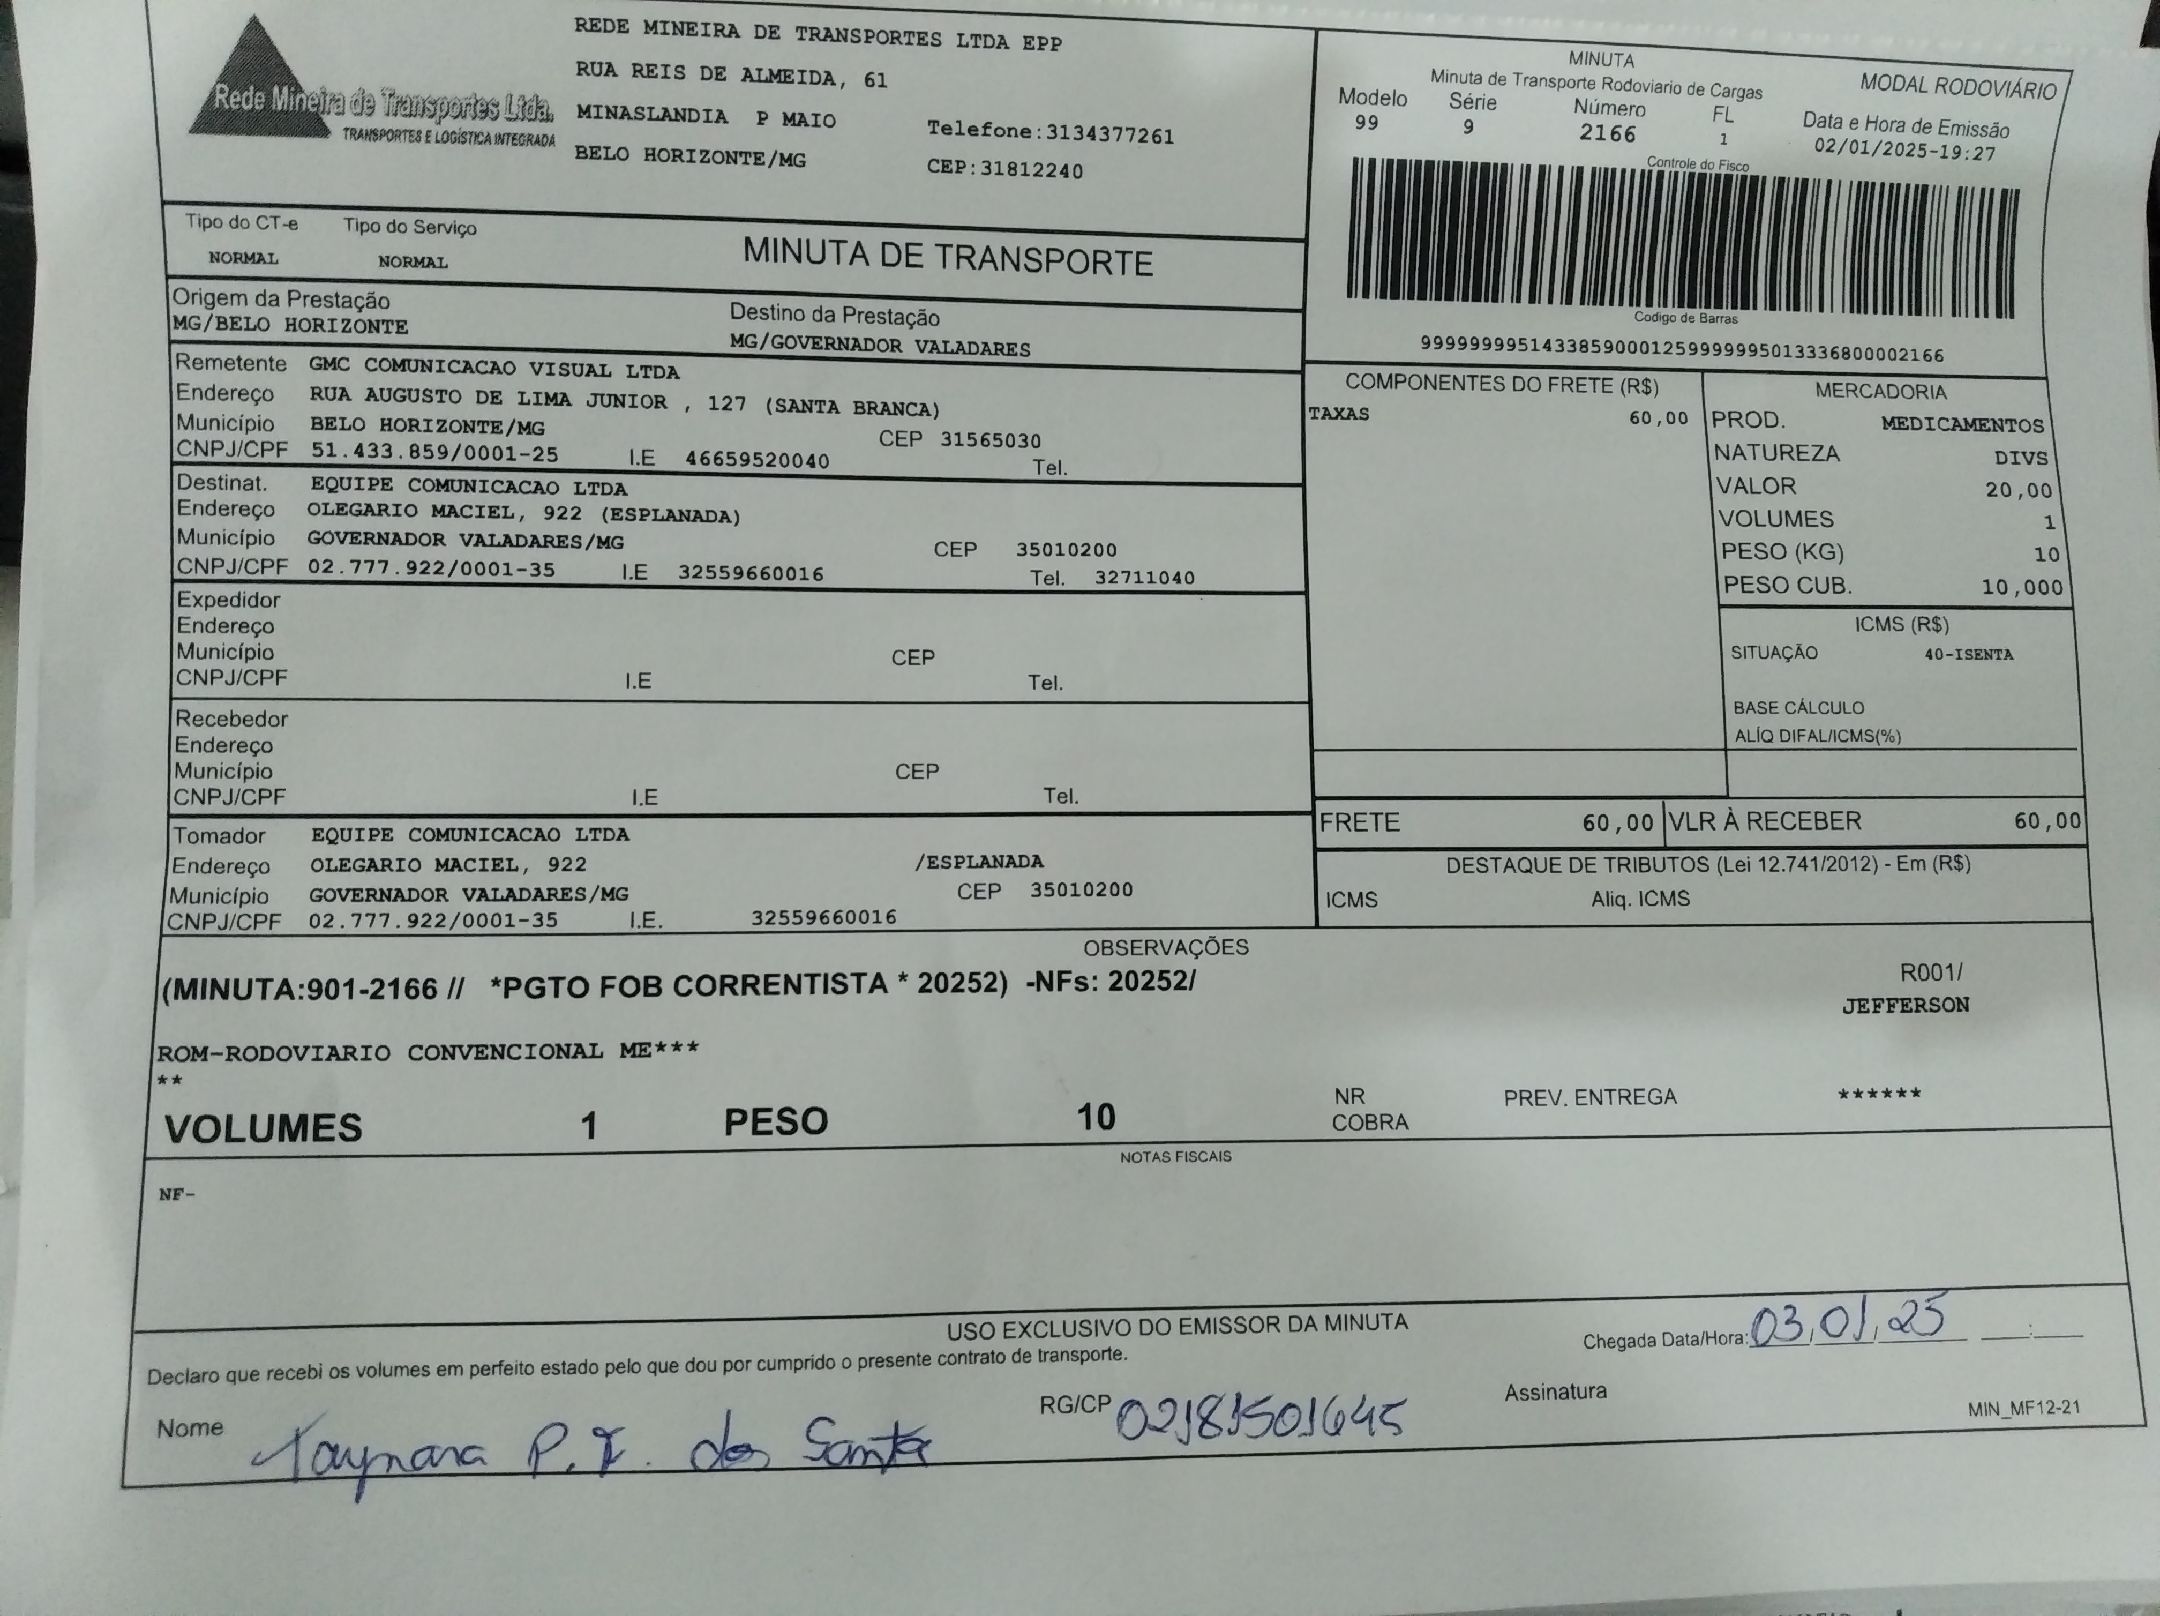 Rede Mineira de Transportes Ltda.
TRANSPORTES E LOGÍSTICA INTEGRADA
REDE MINEIRA DE TRANSPORTES LTDA EPP
RUA REIS DE ALMEIDA, 61
MINASLANDIA P MAIO Telefone:3134377261
BELO HORIZONTE/MG CEP:31812240
MINUTA
Minuta de Transporte Rodoviario de Cargas
MODAL RODOVIÁRIO
Modelo Série Número FL Data e Hora de Emissão
99 9 2166 1 02/01/2025-19:27
Controle do Fisco
Codigo de Barras
999999995143385900012599999995013336800002166
Tipo do CT-e Tipo do Serviço
NORMAL NORMAL
MINUTA DE TRANSPORTE
Origem da Prestação Destino da Prestação
MG/BELO HORIZONTE MG/GOVERNADOR VALADARES
Remetente GMC COMUNICACAO VISUAL LTDA
Endereço RUA AUGUSTO DE LIMA JUNIOR , 127 (SANTA BRANCA)
Município BELO HORIZONTE/MG CEP 31565030
CNPJ/CPF 51.433.859/0001-25 I.E 46659520040 Tel.
Destinat. EQUIPE COMUNICACAO LTDA
Endereço OLEGARIO MACIEL, 922 (ESPLANADA)
Município GOVERNADOR VALADARES/MG CEP 35010200
CNPJ/CPF 02.777.922/0001-35 I.E 32559660016 Tel. 32711040
Expedidor
Endereço
Município CEP
CNPJ/CPF I.E Tel.
Recebedor
Endereço
Município CEP
CNPJ/CPF I.E Tel.
Tomador EQUIPE COMUNICACAO LTDA
Endereço OLEGARIO MACIEL, 922 /ESPLANADA
Município GOVERNADOR VALADARES/MG CEP 35010200
CNPJ/CPF 02.777.922/0001-35 I.E. 32559660016
COMPONENTES DO FRETE (R$)
TAXAS 60,00
MERCADORIA
PROD. MEDICAMENTOS
NATUREZA DIVS
VALOR 20,00
VOLUMES 1
PESO (KG) 10
PESO CUB. 10,000
ICMS (R$)
SITUAÇÃO 40-ISENTA
BASE CÁLCULO
ALÍQ DIFAL/ICMS(%)
FRETE 60,00 VLR À RECEBER 60,00
DESTAQUE DE TRIBUTOS (Lei 12.741/2012) - Em (R$)
ICMS Aliq. ICMS
OBSERVAÇÕES
(MINUTA:901-2166 // *PGTO FOB CORRENTISTA * 20252) -NFs: 20252/
R001/
JEFFERSON
ROM-RODOVIARIO CONVENCIONAL ME***
**
VOLUMES 1 PESO 10
NR
COBRA
PREV. ENTREGA ******
NOTAS FISCAIS
NF-
USO EXCLUSIVO DO EMISSOR DA MINUTA
Chegada Data/Hora: 03/01/25 __:__
Declaro que recebi os volumes em perfeito estado pelo que dou por cumprido o presente contrato de transporte.
Nome Taynara P. F. dos Santos
RG/CP 02181501645
Assinatura
MIN_MF12-21